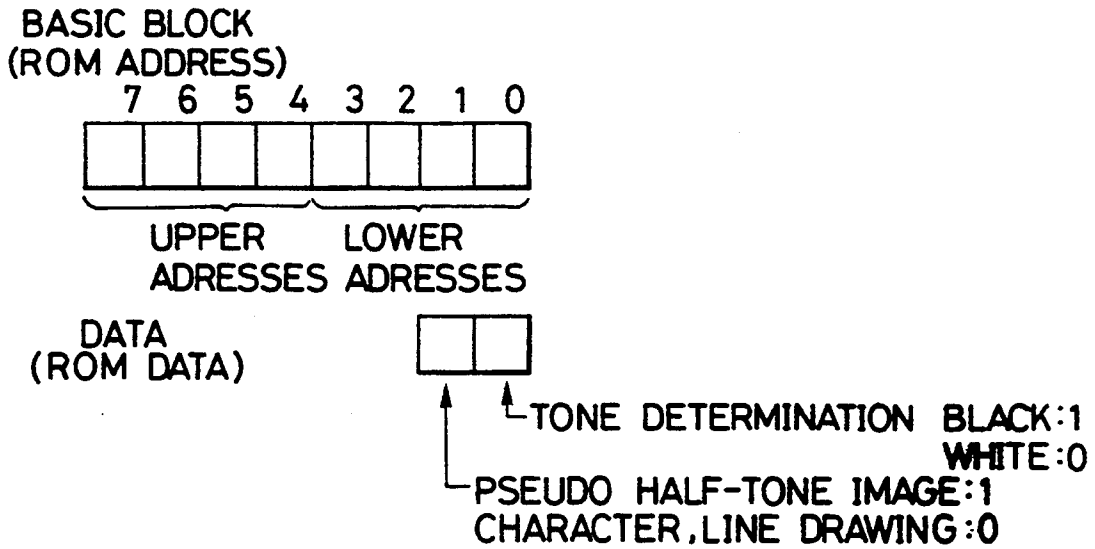 BASIC BLOCK
(ROM ADDRESS)
7 6 5 4 3 2 1 0
UPPER LOWER
ADRESSES ADRESSES
DATA
(ROM DATA)
TONE DETERMINATION BLACK:1
WHITE:0
PSEUDO HALF-TONE IMAGE:1
CHARACTER,LINE DRAWING:0